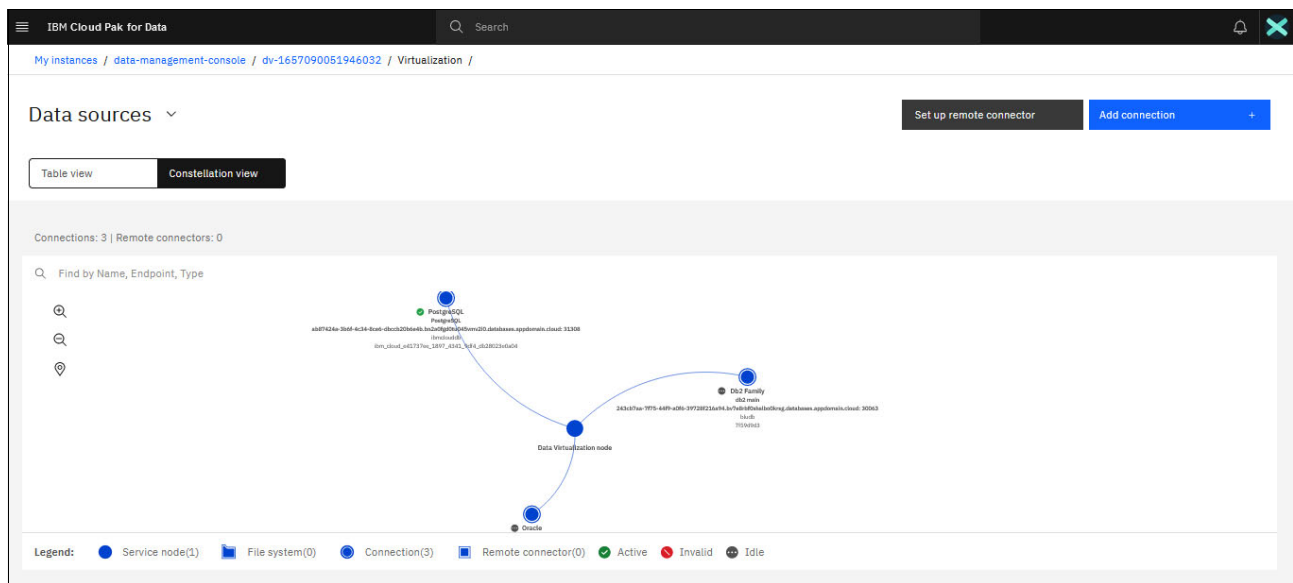 IBM Cloud Pak for Data
Search
My instances / data-management-console / dv-1657090051946032 / Virtualization /
Data sources
Set up remote connector
Add connection +
Table view
Constellation view
Connections: 3 | Remote connectors: 0
Find by Name, Endpoint, Type
PostgreSQL
PostgreSQL
ibmclouddb
Db2 Family
db2 main
bludb
Data Virtualization node
Oracle
Legend: Service node(1) File system(0) Connection(3) Remote connector(0) Active Invalid Idle